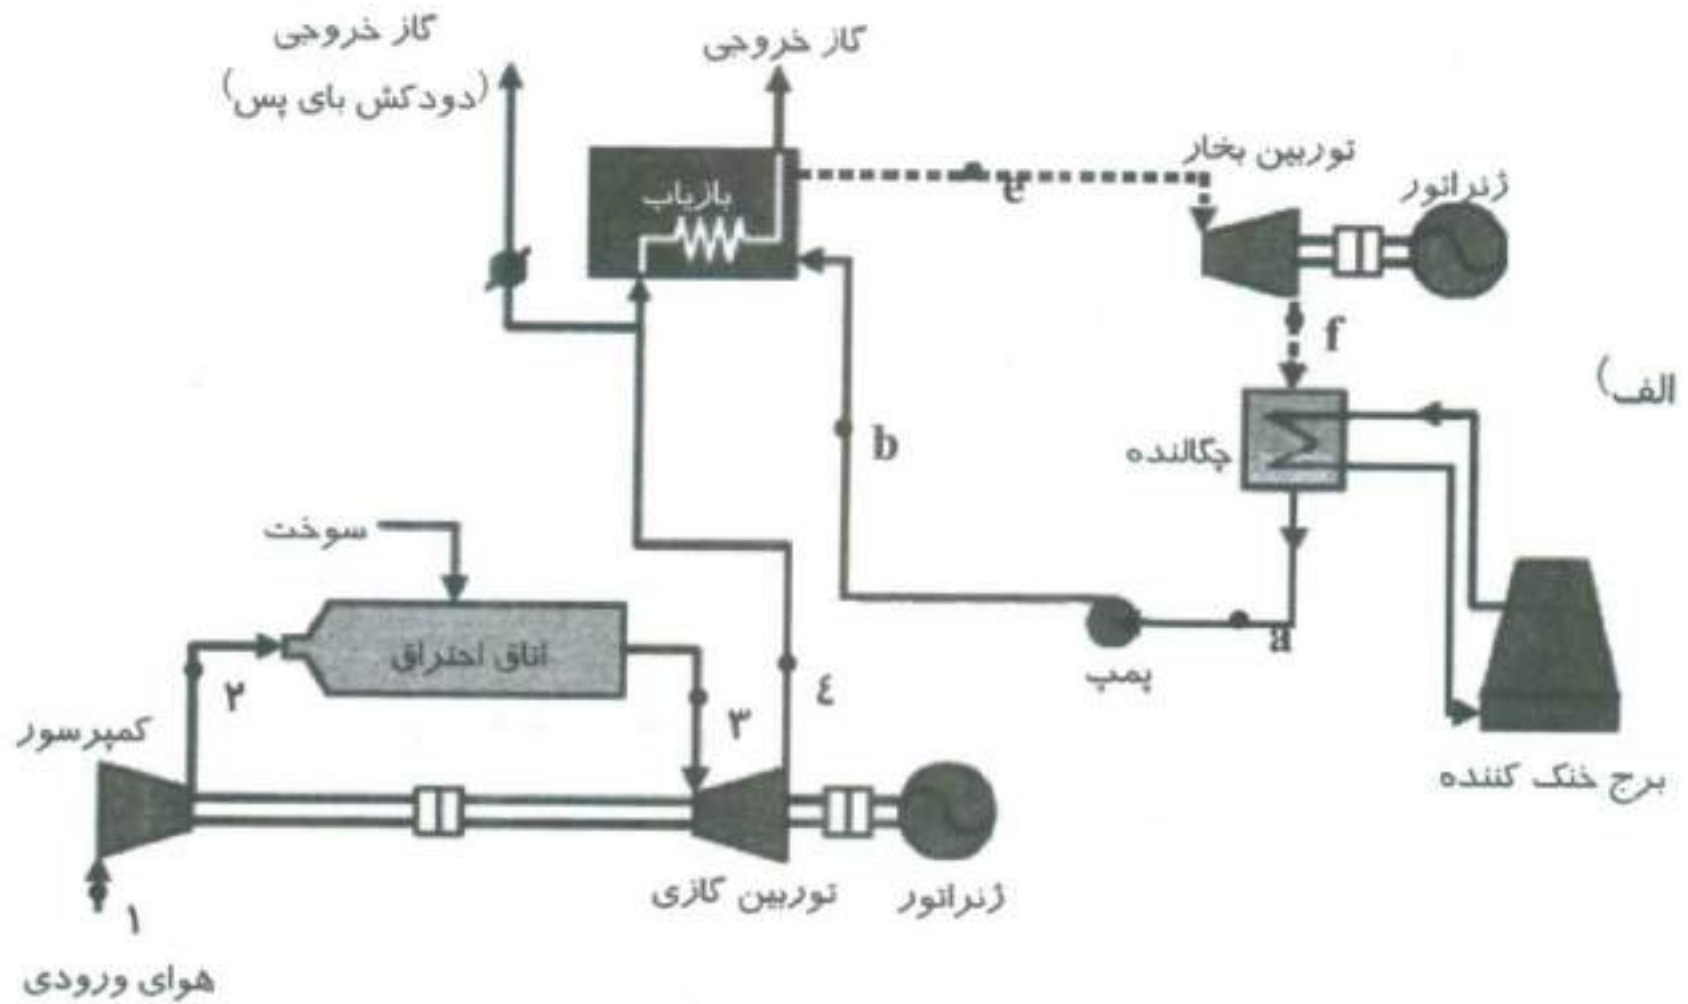 گاز خروجی
(دودکش بای پس)
گاز خروجی
بازیاب
توربین بخار
ژنراتور
f
الف)
b
چگالنده
سوخت
اتاق احتراق
a
پمپ
۲
۳
٤
کمپرسور
برج خنک کننده
توربین گازی
ژنراتور
۱
هوای ورودی